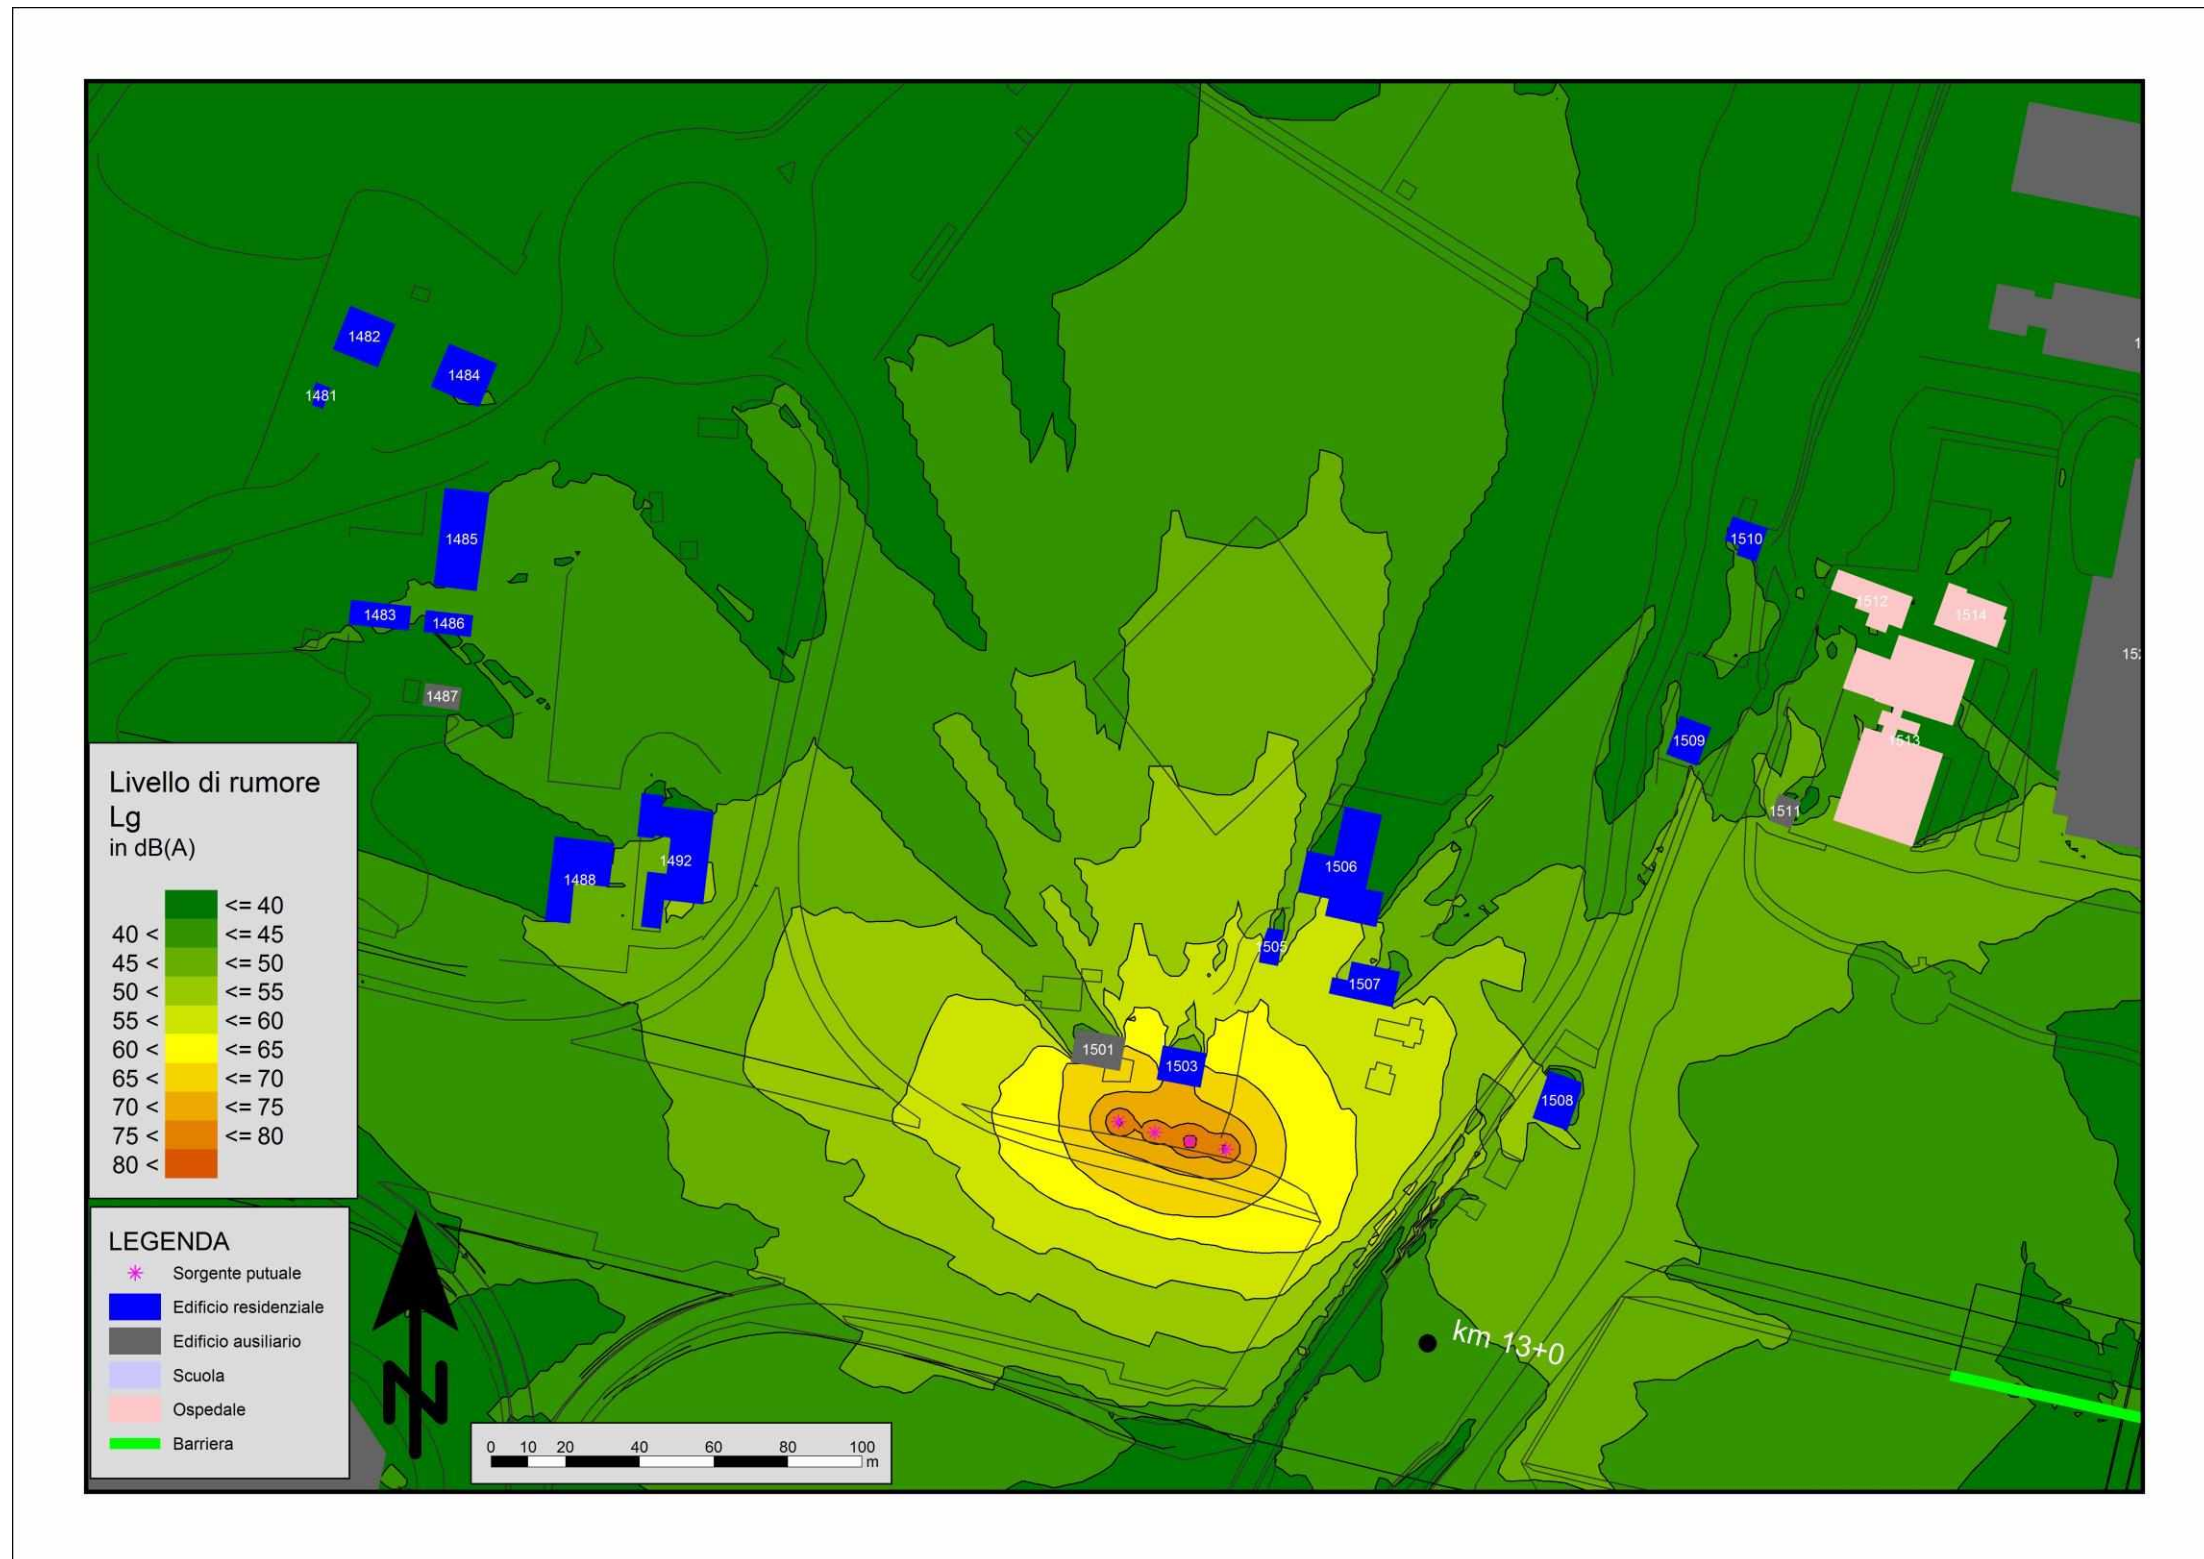 1482
1484
1481
1485
1483
1486
1487
1488
1492
1510
1512
1514
1509
1513
1511
1506
1505
1507
1501
1503
1508
km 13+0
Livello di rumore
Lg
in dB(A)
<= 40
40 < <= 45
45 < <= 50
50 < <= 55
55 < <= 60
60 < <= 65
65 < <= 70
70 < <= 75
75 < <= 80
80 <
LEGENDA
Sorgente putuale
Edificio residenziale
Edificio ausiliario
Scuola
Ospedale
Barriera
N
0 10 20 40 60 80 100
m